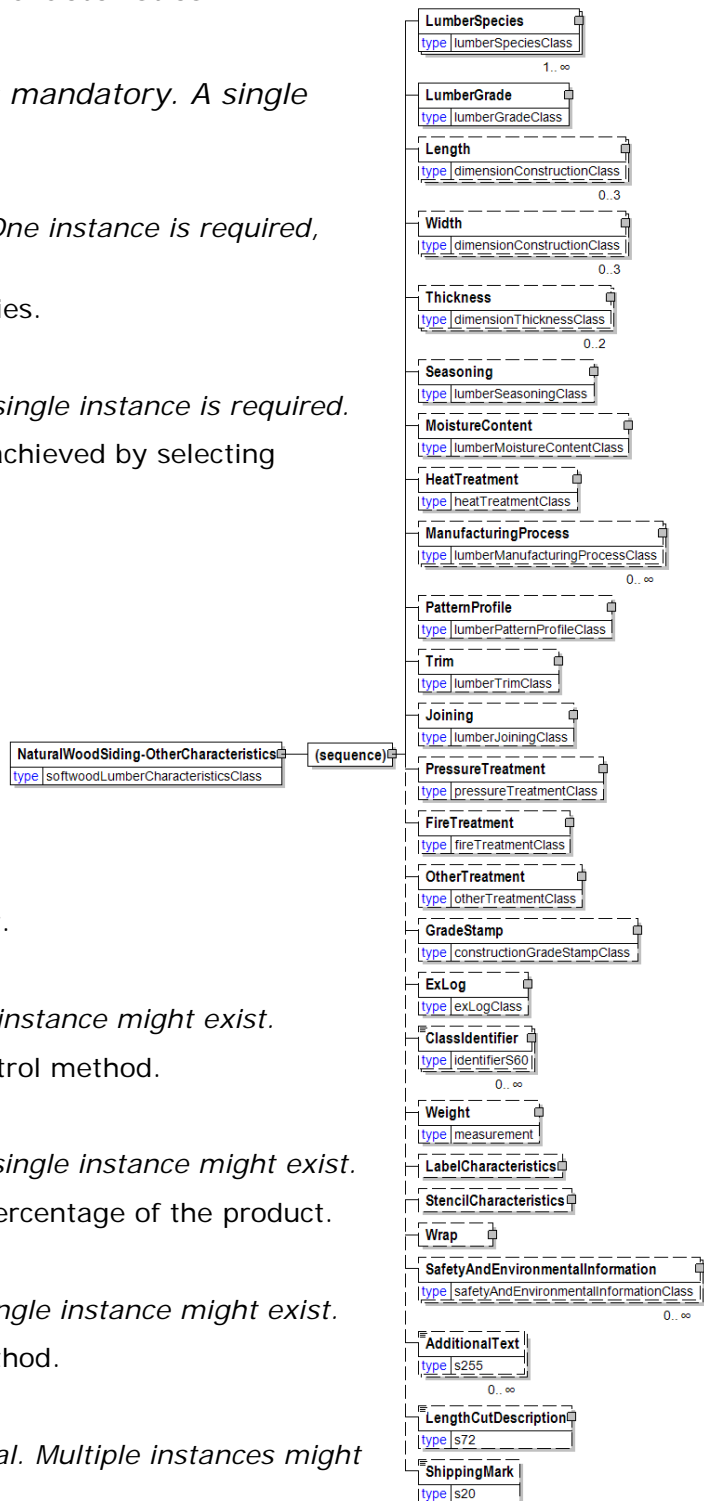 mandatory. A single
One instance is required,
ies.
single instance is required.
achieved by selecting
.
instance might exist.
trol method.
single instance might exist.
ercentage of the product.
ngle instance might exist.
thod.
al. Multiple instances might
NaturalWoodSiding-OtherCharacteristics
type softwoodLumberCharacteristicsClass
(sequence)
LumberSpecies
type lumberSpeciesClass
1..∞
LumberGrade
type lumberGradeClass
Length
type dimensionConstructionClass
0..3
Width
type dimensionConstructionClass
0..3
Thickness
type dimensionThicknessClass
0..2
Seasoning
type lumberSeasoningClass
MoistureContent
type lumberMoistureContentClass
HeatTreatment
type heatTreatmentClass
ManufacturingProcess
type lumberManufacturingProcessClass
0..∞
PatternProfile
type lumberPatternProfileClass
Trim
type lumberTrimClass
Joining
type lumberJoiningClass
PressureTreatment
type pressureTreatmentClass
FireTreatment
type fireTreatmentClass
OtherTreatment
type otherTreatmentClass
GradeStamp
type constructionGradeStampClass
ExLog
type exLogClass
ClassIdentifier
type identifierS60
0..∞
Weight
type measurement
LabelCharacteristics
StencilCharacteristics
Wrap
SafetyAndEnvironmentalInformation
type safetyAndEnvironmentalInformationClass
0..∞
AdditionalText
type s255
0..∞
LengthCutDescription
type s72
ShippingMark
type s20